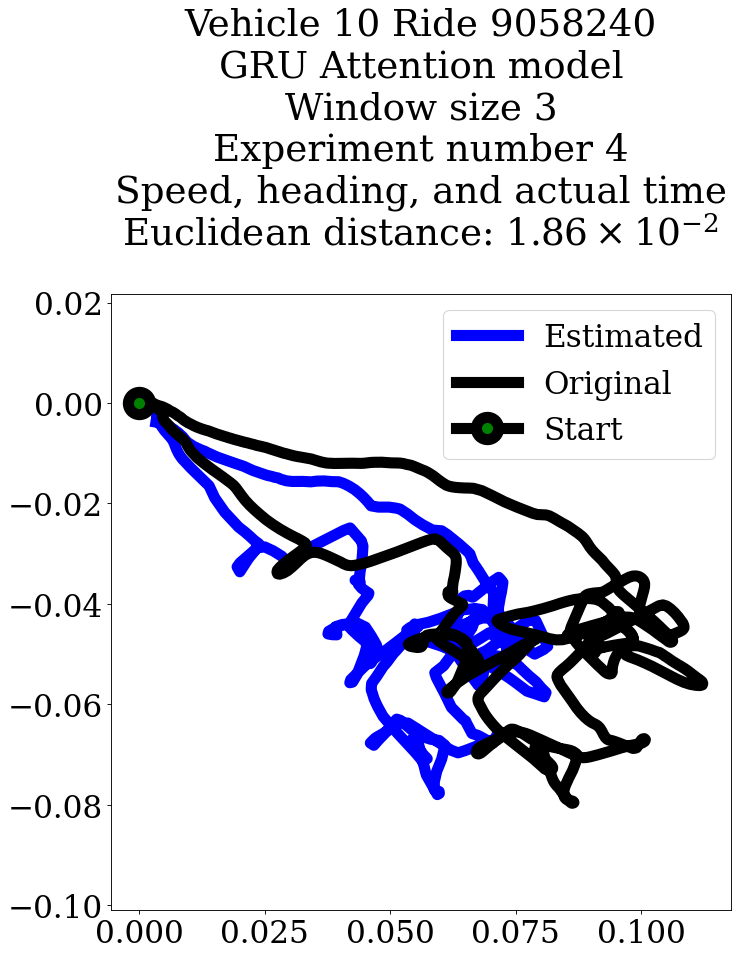 Vehicle 10 Ride 9058240
GRU Attention model
Window size 3
Experiment number 4
Speed, heading, and actual time
Euclidean distance: 1.86 × 10⁻²
Estimated
Original
Start
0.02
0.00
−0.02
−0.04
−0.06
−0.08
−0.10
0.000 0.025 0.050 0.075 0.100